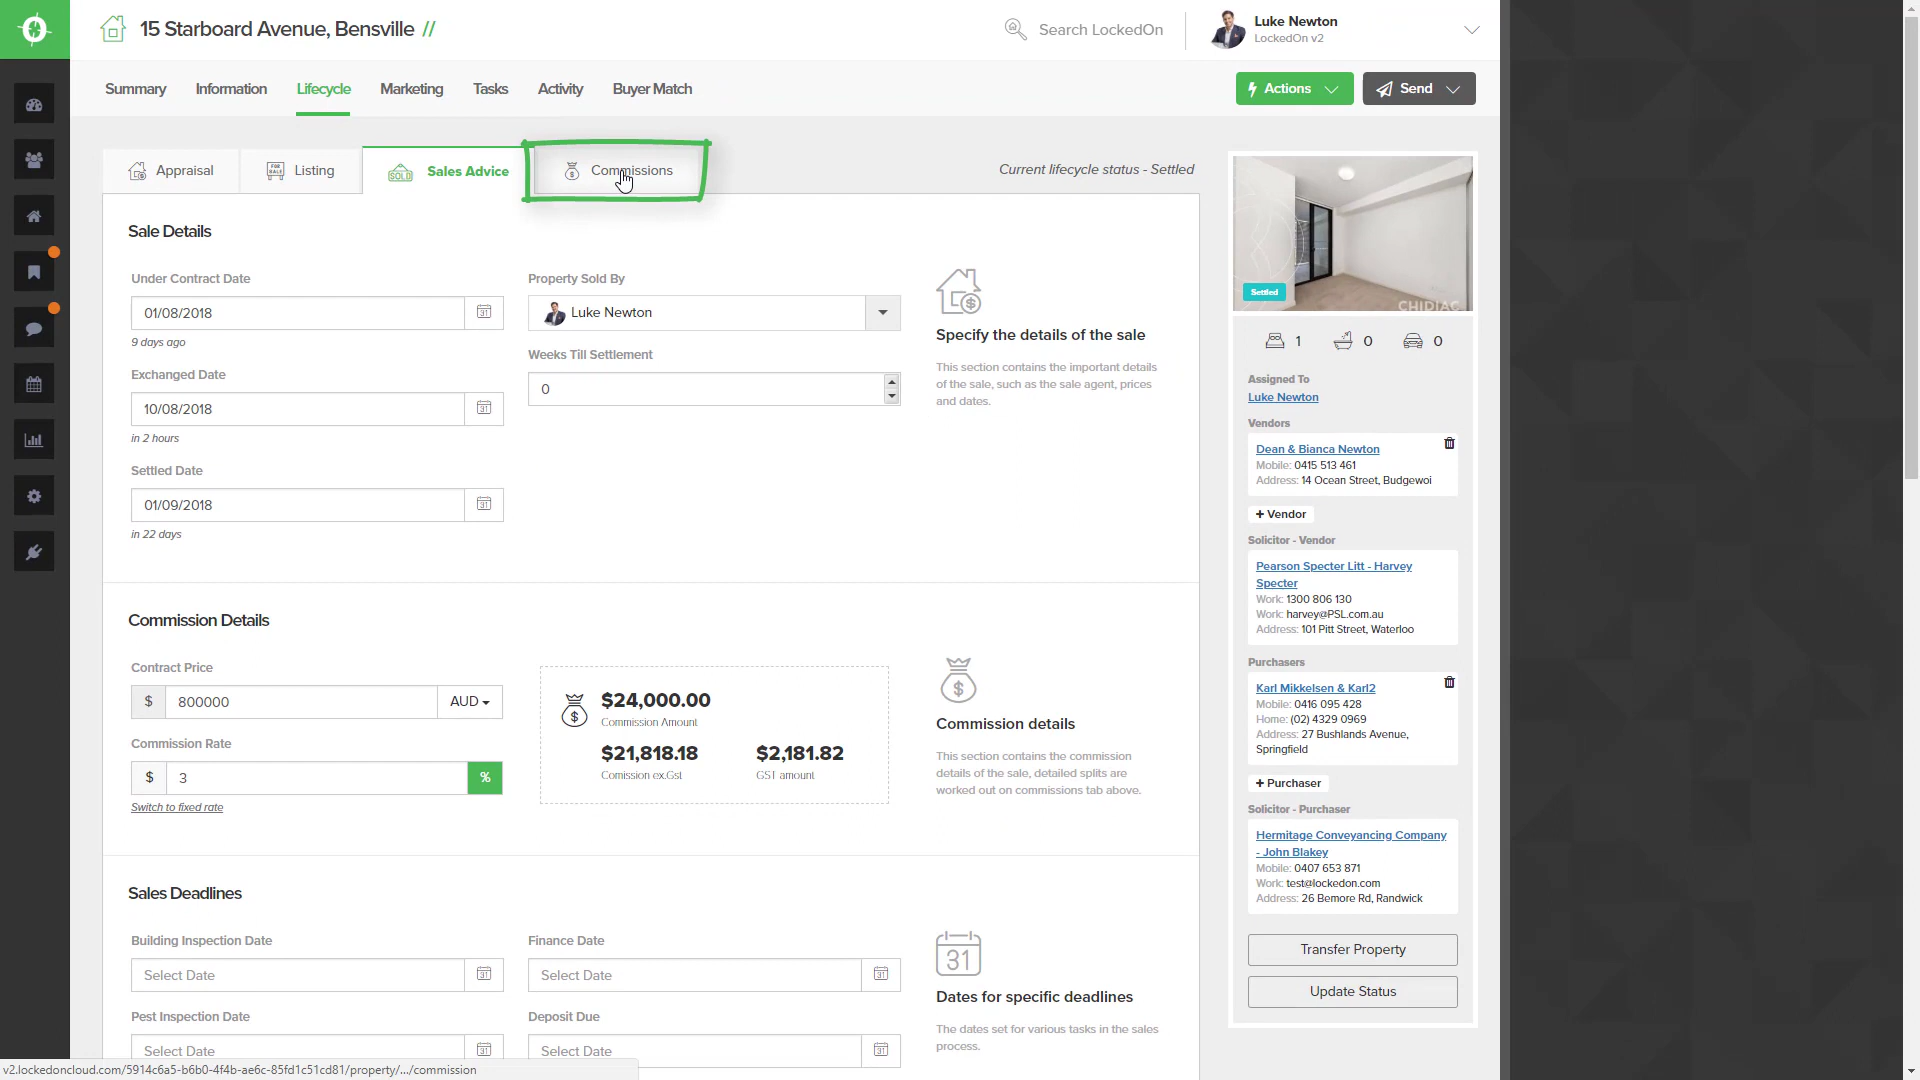 15 Starboard Avenue, Bensville //
Search LockedOn
Luke Newton
LockedOn v2
Summary
Information
Lifecycle
Marketing
Tasks
Activity
Buyer Match
Actions
Send
Appraisal
FOR SALE
Listing
SOLD
Sales Advice
Commissions
Current lifecycle status - Settled
Sale Details
Under Contract Date
01/08/2018
31
9 days ago
Exchanged Date
10/08/2018
31
in 2 hours
Settled Date
01/09/2018
31
in 22 days
Property Sold By
Luke Newton
Weeks Till Settlement
0
Specify the details of the sale
This section contains the important details
of the sale, such as the sale agent, prices
and dates.
Commission Details
Contract Price
$ 800000 AUD
Commission Rate
$ 3 %
Switch to fixed rate
$24,000.00
Commission Amount
$21,818.18
Comission ex.Gst
$2,181.82
GST amount
Commission details
This section contains the commission
details of the sale, detailed splits are
worked out on commissions tab above.
Sales Deadlines
Building Inspection Date
Select Date
31
Finance Date
Select Date
31
Pest Inspection Date
Select Date
31
Deposit Due
Select Date
31
31
Dates for specific deadlines
The dates set for various tasks in the sales
process.
Settled
CHIDIAC
1 0 0
Assigned To
Luke Newton
Vendors
Dean & Bianca Newton
Mobile: 0415 513 461
Address: 14 Ocean Street, Budgewoi
+ Vendor
Solicitor - Vendor
Pearson Specter Litt - Harvey
Specter
Work: 1300 806 130
Work: harvey@PSL.com.au
Address: 101 Pitt Street, Waterloo
Purchasers
Karl Mikkelsen & Karl2
Mobile: 0416 095 428
Home: (02) 4329 0969
Address: 27 Bushlands Avenue,
Springfield
+ Purchaser
Solicitor - Purchaser
Hermitage Conveyancing Company
- John Blakey
Mobile: 0407 653 871
Work: test@lockedon.com
Address: 26 Bemore Rd, Randwick
Transfer Property
Update Status
v2.lockedoncloud.com/5914c6a5-b6b0-4f4b-ae6c-85fd1c51cd81/property/.../commission